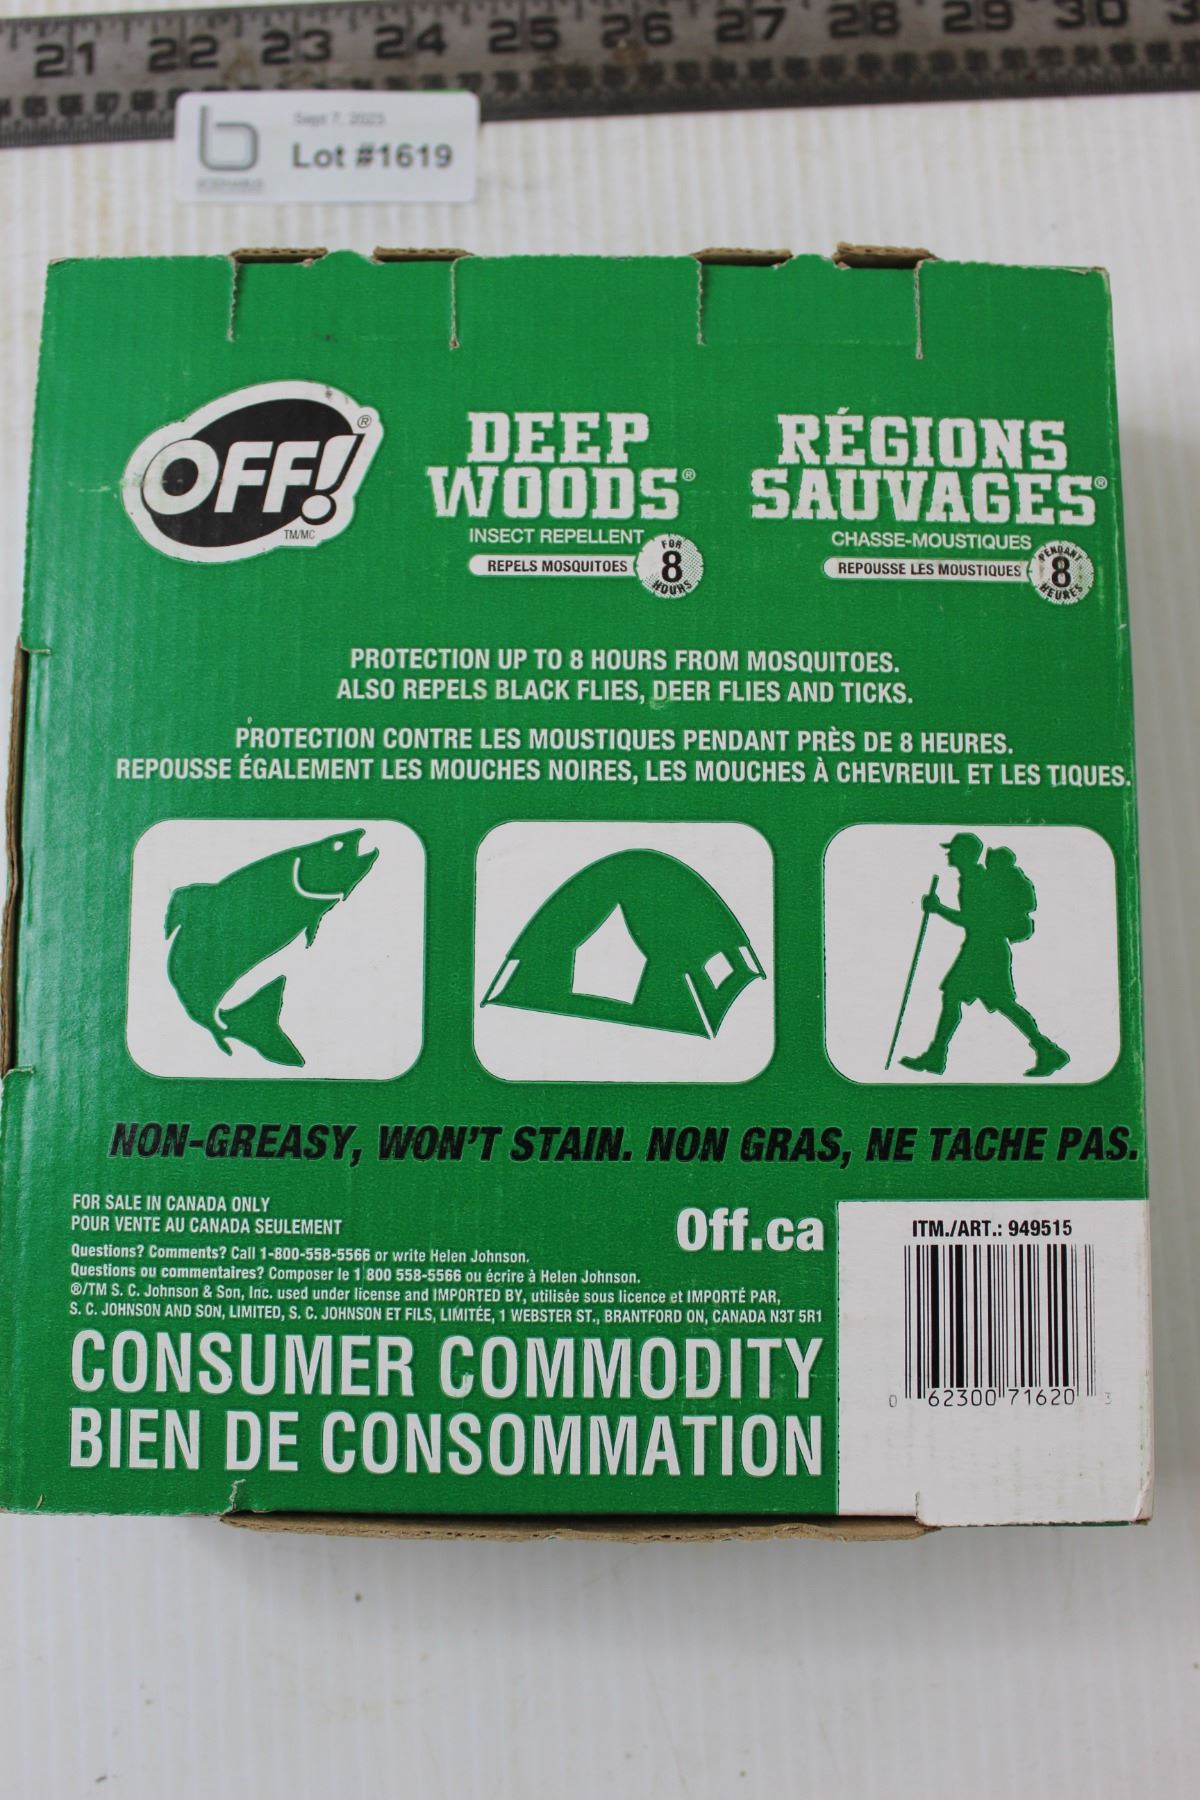 21 22 23 24 25 26 27 28 29 30 3
Sept 7, 2023
Lot #1619
OFF!®
TM/MC
DEEP
WOODS®
INSECT REPELLENT
REPELS MOSQUITOES
FOR
8
HOURS
RÉGIONS
SAUVAGES®
CHASSE-MOUSTIQUES
REPOUSSE LES MOUSTIQUES
PENDANT
8
HEURES
PROTECTION UP TO 8 HOURS FROM MOSQUITOES.
ALSO REPELS BLACK FLIES, DEER FLIES AND TICKS.
PROTECTION CONTRE LES MOUSTIQUES PENDANT PRÈS DE 8 HEURES.
REPOUSSE ÉGALEMENT LES MOUCHES NOIRES, LES MOUCHES À CHEVREUIL ET LES TIQUES.
NON-GREASY, WON'T STAIN. NON GRAS, NE TACHE PAS.
FOR SALE IN CANADA ONLY
POUR VENTE AU CANADA SEULEMENT
Questions? Comments? Call 1-800-558-5566 or write Helen Johnson.
Questions ou commentaires? Composer le 1 800 558-5566 ou écrire à Helen Johnson.
®/TM S. C. Johnson & Son, Inc. used under license and IMPORTED BY, utilisée sous licence et IMPORTÉ PAR,
S. C. JOHNSON AND SON, LIMITED, S. C. JOHNSON ET FILS, LIMITÉE, 1 WEBSTER ST., BRANTFORD ON, CANADA N3T 5R1
Off.ca
CONSUMER COMMODITY
BIEN DE CONSOMMATION
ITM./ART.: 949515
0 62300 71620 3